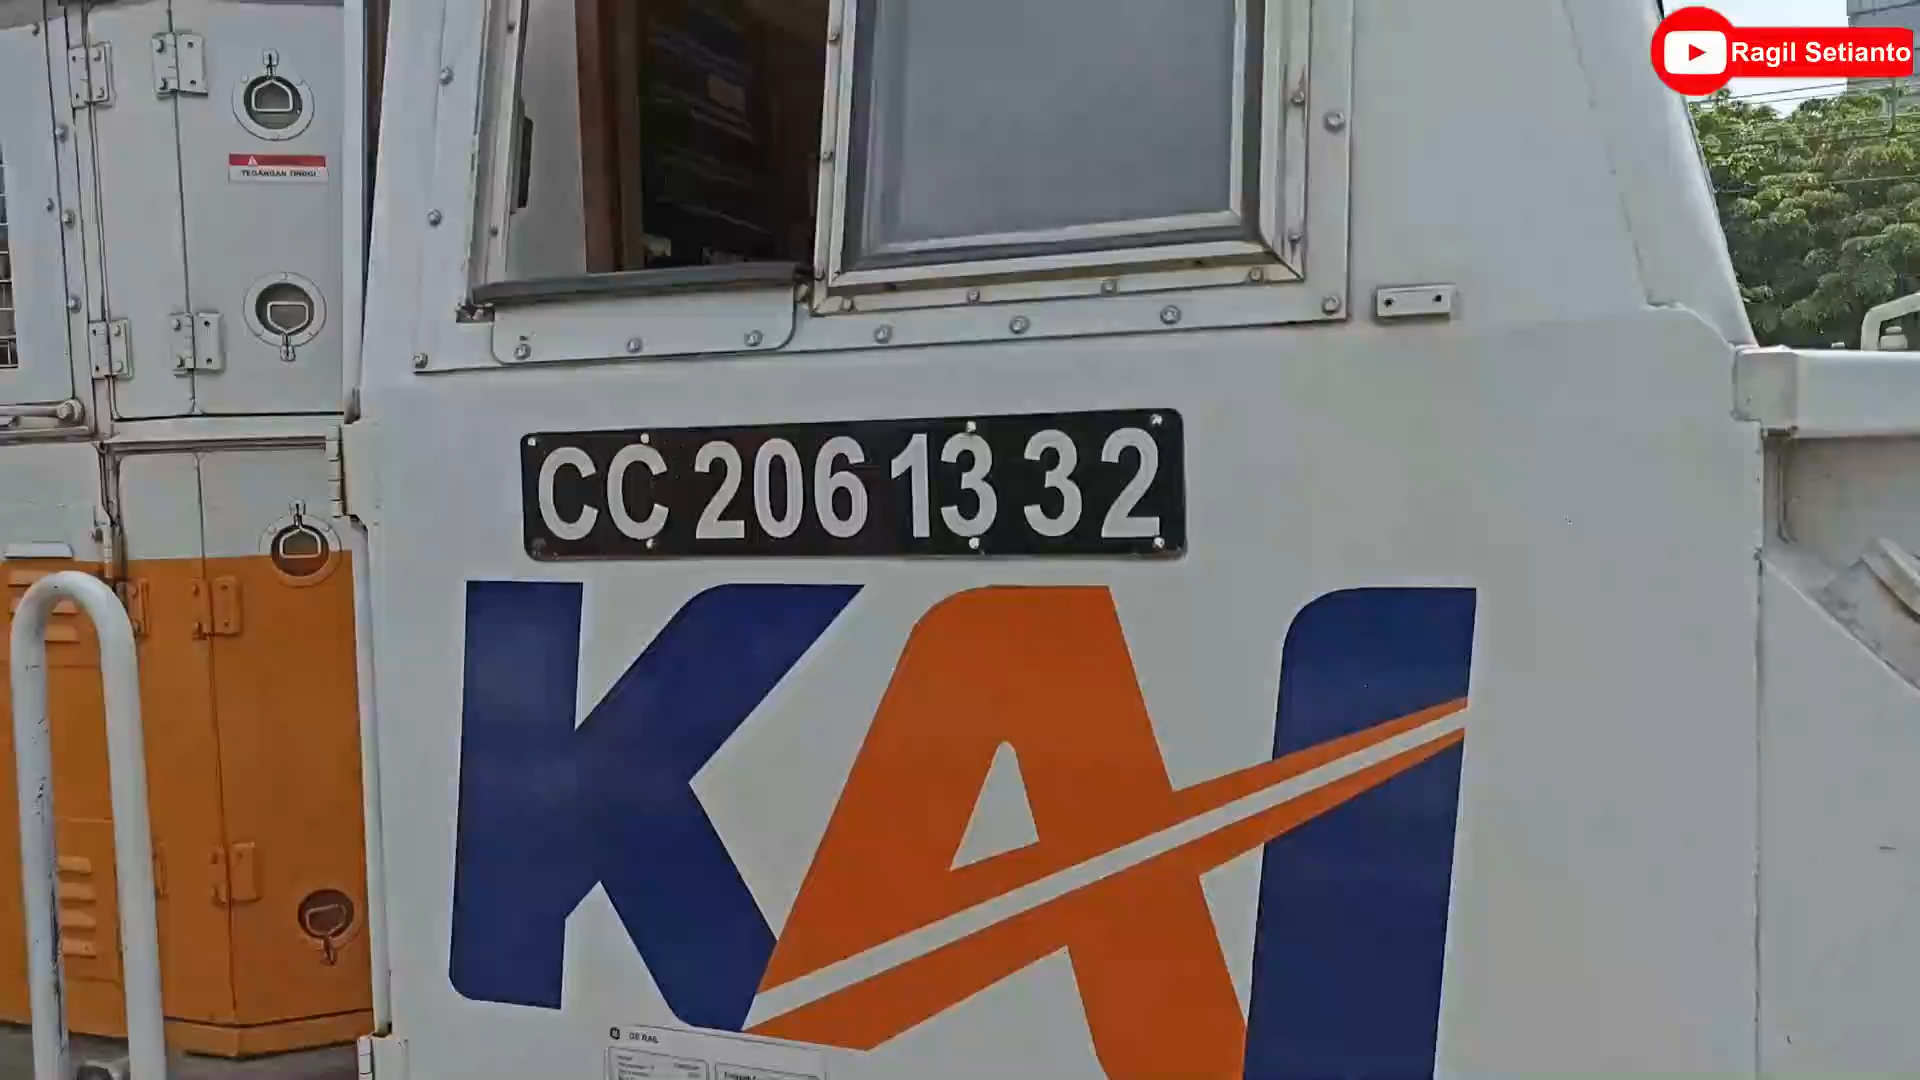 Ragil Setianto
TEGANGAN TINGGI
CC 206 13 32
KAI
GE RAIL